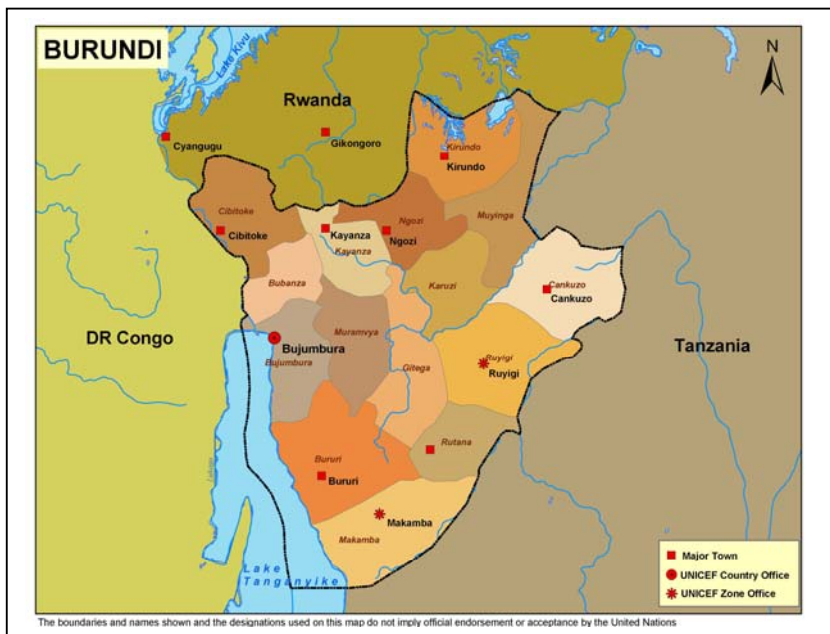 BURUNDI
Lake Kivu
N
Rwanda
Cyangugu
Gikongoro
Kirundo
Kirundo
Cibitoke
Cibitoke
Kayanza
Kayanza
Ngozi
Ngozi
Muyinga
Bubanza
Karuzi
Cankuzo
Cankuzo
DR Congo
Muramvya
Bujumbura
Bujumbura
Tanzania
Gitega
Ruyigi
Ruyigi
Rutana
Bururi
Bururi
Makamba
Makamba
Lake
Tanganyike
Major Town
UNICEF Country Office
UNICEF Zone Office
The boundaries and names shown and the designations used on this map do not imply official endorsement or acceptance by the United Nations